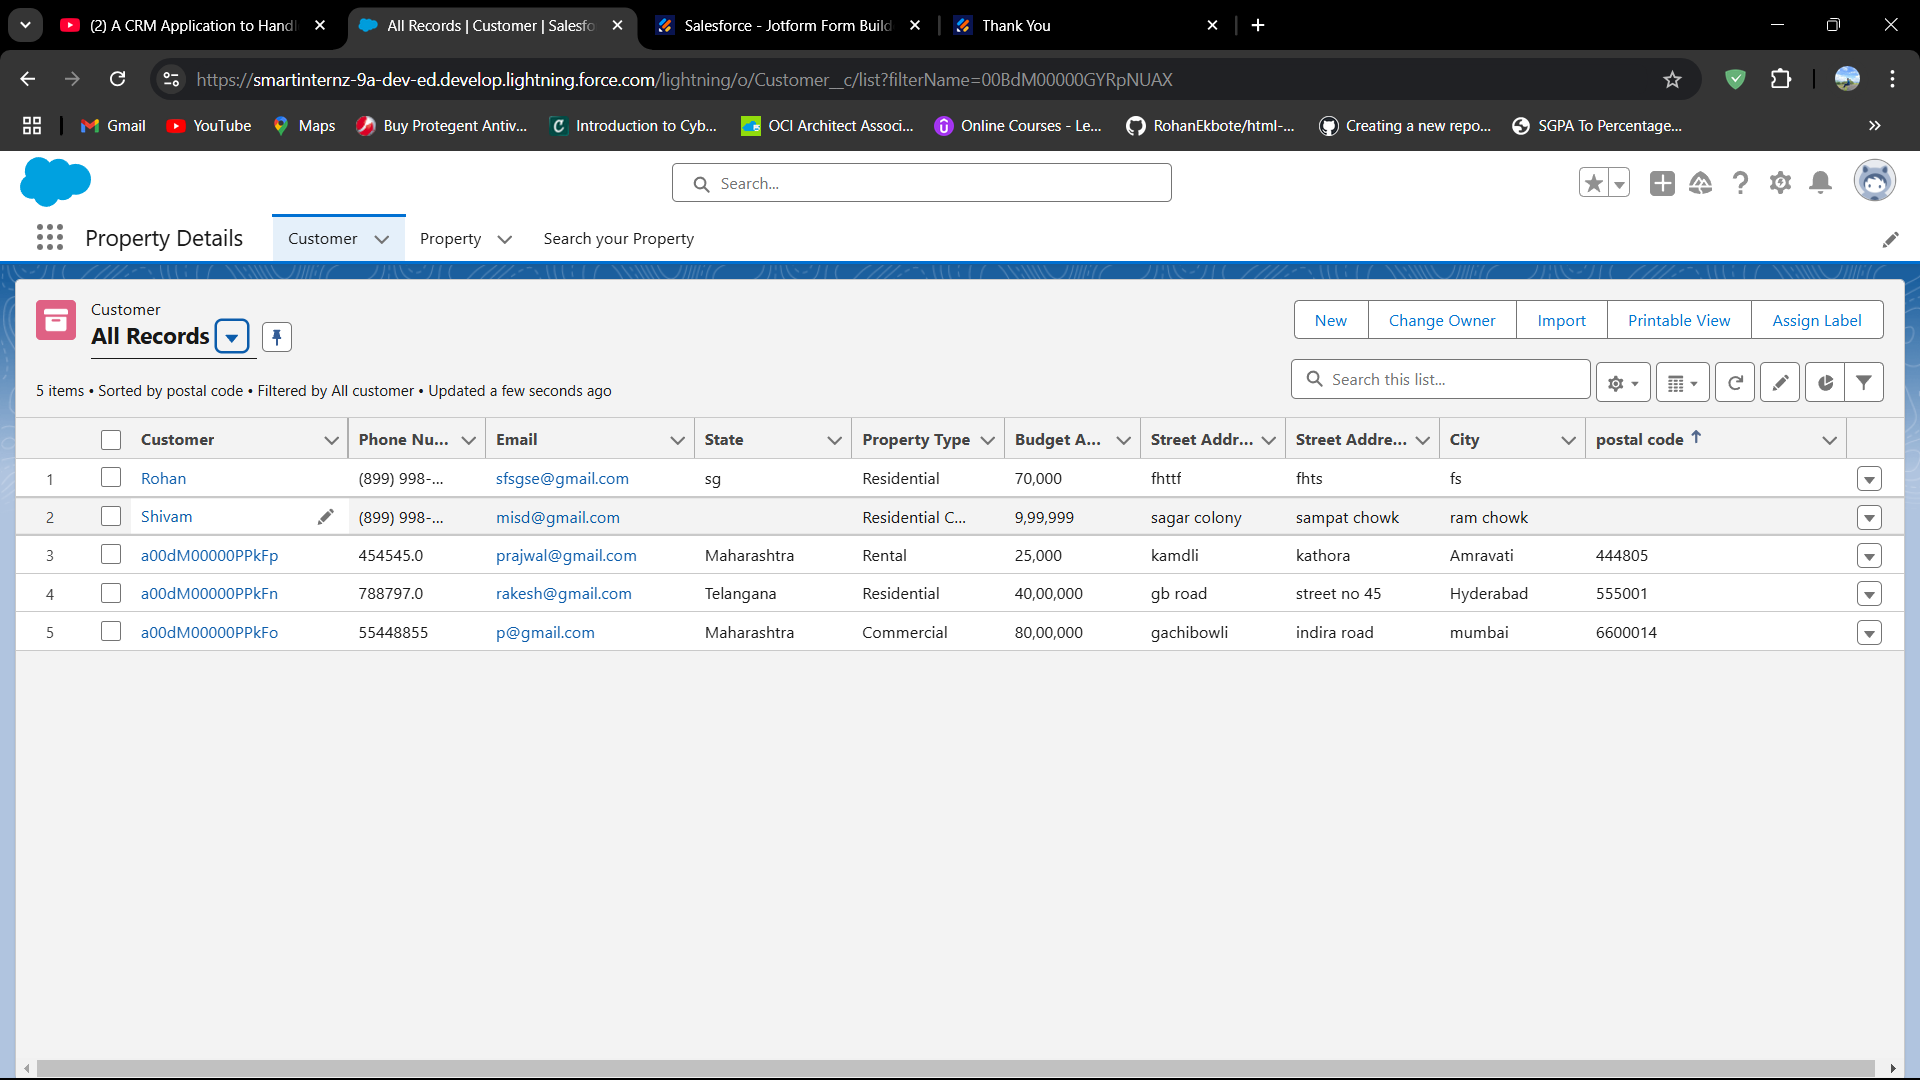 (2) A CRM Application to Handl
All Records | Customer | Salesfo
Salesforce - Jotform Form Build
Thank You
https://smartinternz-9a-dev-ed.develop.lightning.force.com/lightning/o/Customer__c/list?filterName=00BdM00000GYRpNUAX
Gmail YouTube Maps Buy Protegent Antiv... Introduction to Cyb... OCI Architect Associ... Online Courses - Le... RohanEkbote/html-... Creating a new repo... SGPA To Percentage...
Search...
Property Details Customer Property Search your Property
Customer
All Records
New Change Owner Import Printable View Assign Label
5 items • Sorted by postal code • Filtered by All customer • Updated a few seconds ago
Search this list...
Customer Phone Nu... Email State Property Type Budget A... Street Addr... Street Addre... City postal code
1 Rohan (899) 998-... sfsgse@gmail.com sg Residential 70,000 fhttf fhts fs
2 Shivam (899) 998-... misd@gmail.com Residential C... 9,99,999 sagar colony sampat chowk ram chowk
3 a00dM00000PPkFp 454545.0 prajwal@gmail.com Maharashtra Rental 25,000 kamdli kathora Amravati 444805
4 a00dM00000PPkFn 788797.0 rakesh@gmail.com Telangana Residential 40,00,000 gb road street no 45 Hyderabad 555001
5 a00dM00000PPkFo 55448855 p@gmail.com Maharashtra Commercial 80,00,000 gachibowli indira road mumbai 6600014